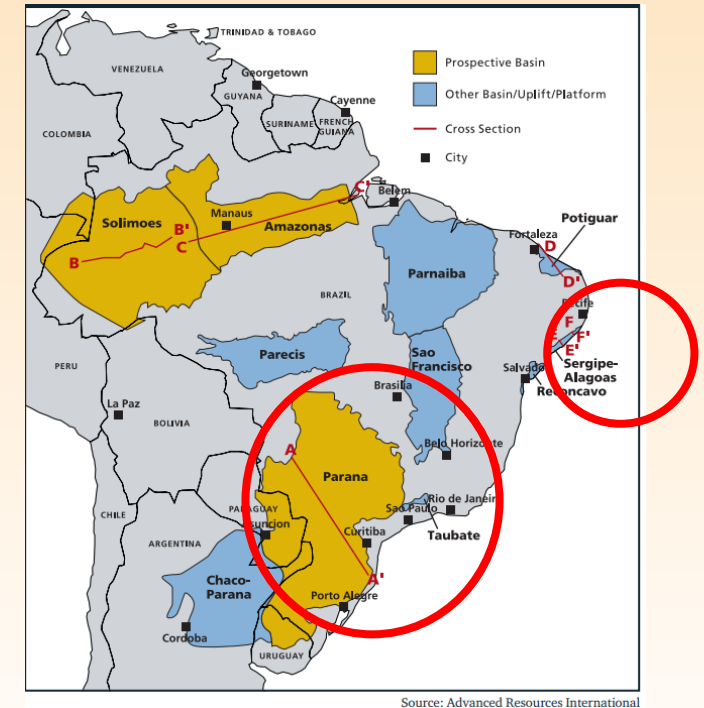 TRINIDAD & TOBAGO
VENEZUELA
Georgetown
GUYANA
Cayenne
SURINAME
FRENCH
GUIANA
COLOMBIA
Prospective Basin
Other Basin/Uplift/Platform
Cross Section
City
C'
Belem
Solimoes
Manaus
B'
C
Amazonas
B
Potiguar
Fortaleza
D
Parnaiba
D'
BRAZIL
Recife
F
E
F'
E'
Sergipe-
Alagoas
Parecis
Sao
Francisco
Salvador
Reconcavo
PERU
Brasilia
La Paz
BOLIVIA
Belo Horizonte
A
Parana
CHILE
PARAGUAY
Asuncion
Rio de Janeiro
Sao Paulo
Taubate
ARGENTINA
Curitiba
Chaco-
Parana
A'
Porto Alegre
Cordoba
URUGUAY
Source: Advanced Resources International